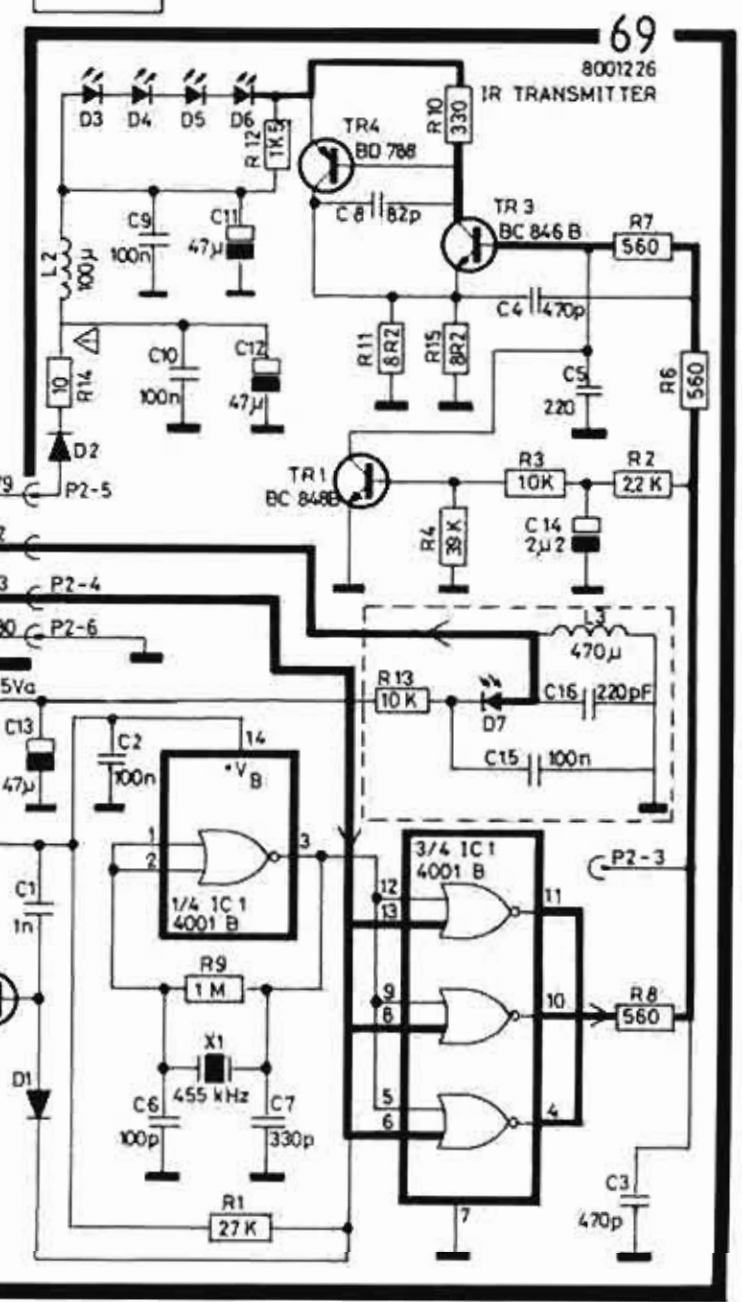 69
8001226
IR TRANSMITTER
D3 D4 D5 D6
R12 1K5
TR4
BD 788
R10 330
C8 82p
TR3
BC 846 B
R7
560
C9
100n
C11
47μ
L2 100μ
C4 470p
R11 8R2
R15 8R2
R6 560
C10
100n
C12
47μ
10 R14
C5
220
D2
P2-5
TR1
BC 848B
R3
10K
R2
22K
R4 39K
C14
2μ2
P2-4
P2-6
L3
470μ
5Va
R13
10K
D7
C16 220pF
C15 100n
C13
47μ
C2
100n
14
+VB
1
2
3
1/4 IC1
4001 B
3/4 IC1
4001 B
P2-3
12
13
11
C1
1n
R9
1M
9
8
10
R8
560
X1
455 kHz
D1
C6
100p
C7
330p
5
6
4
R1
27K
7
C3
470p